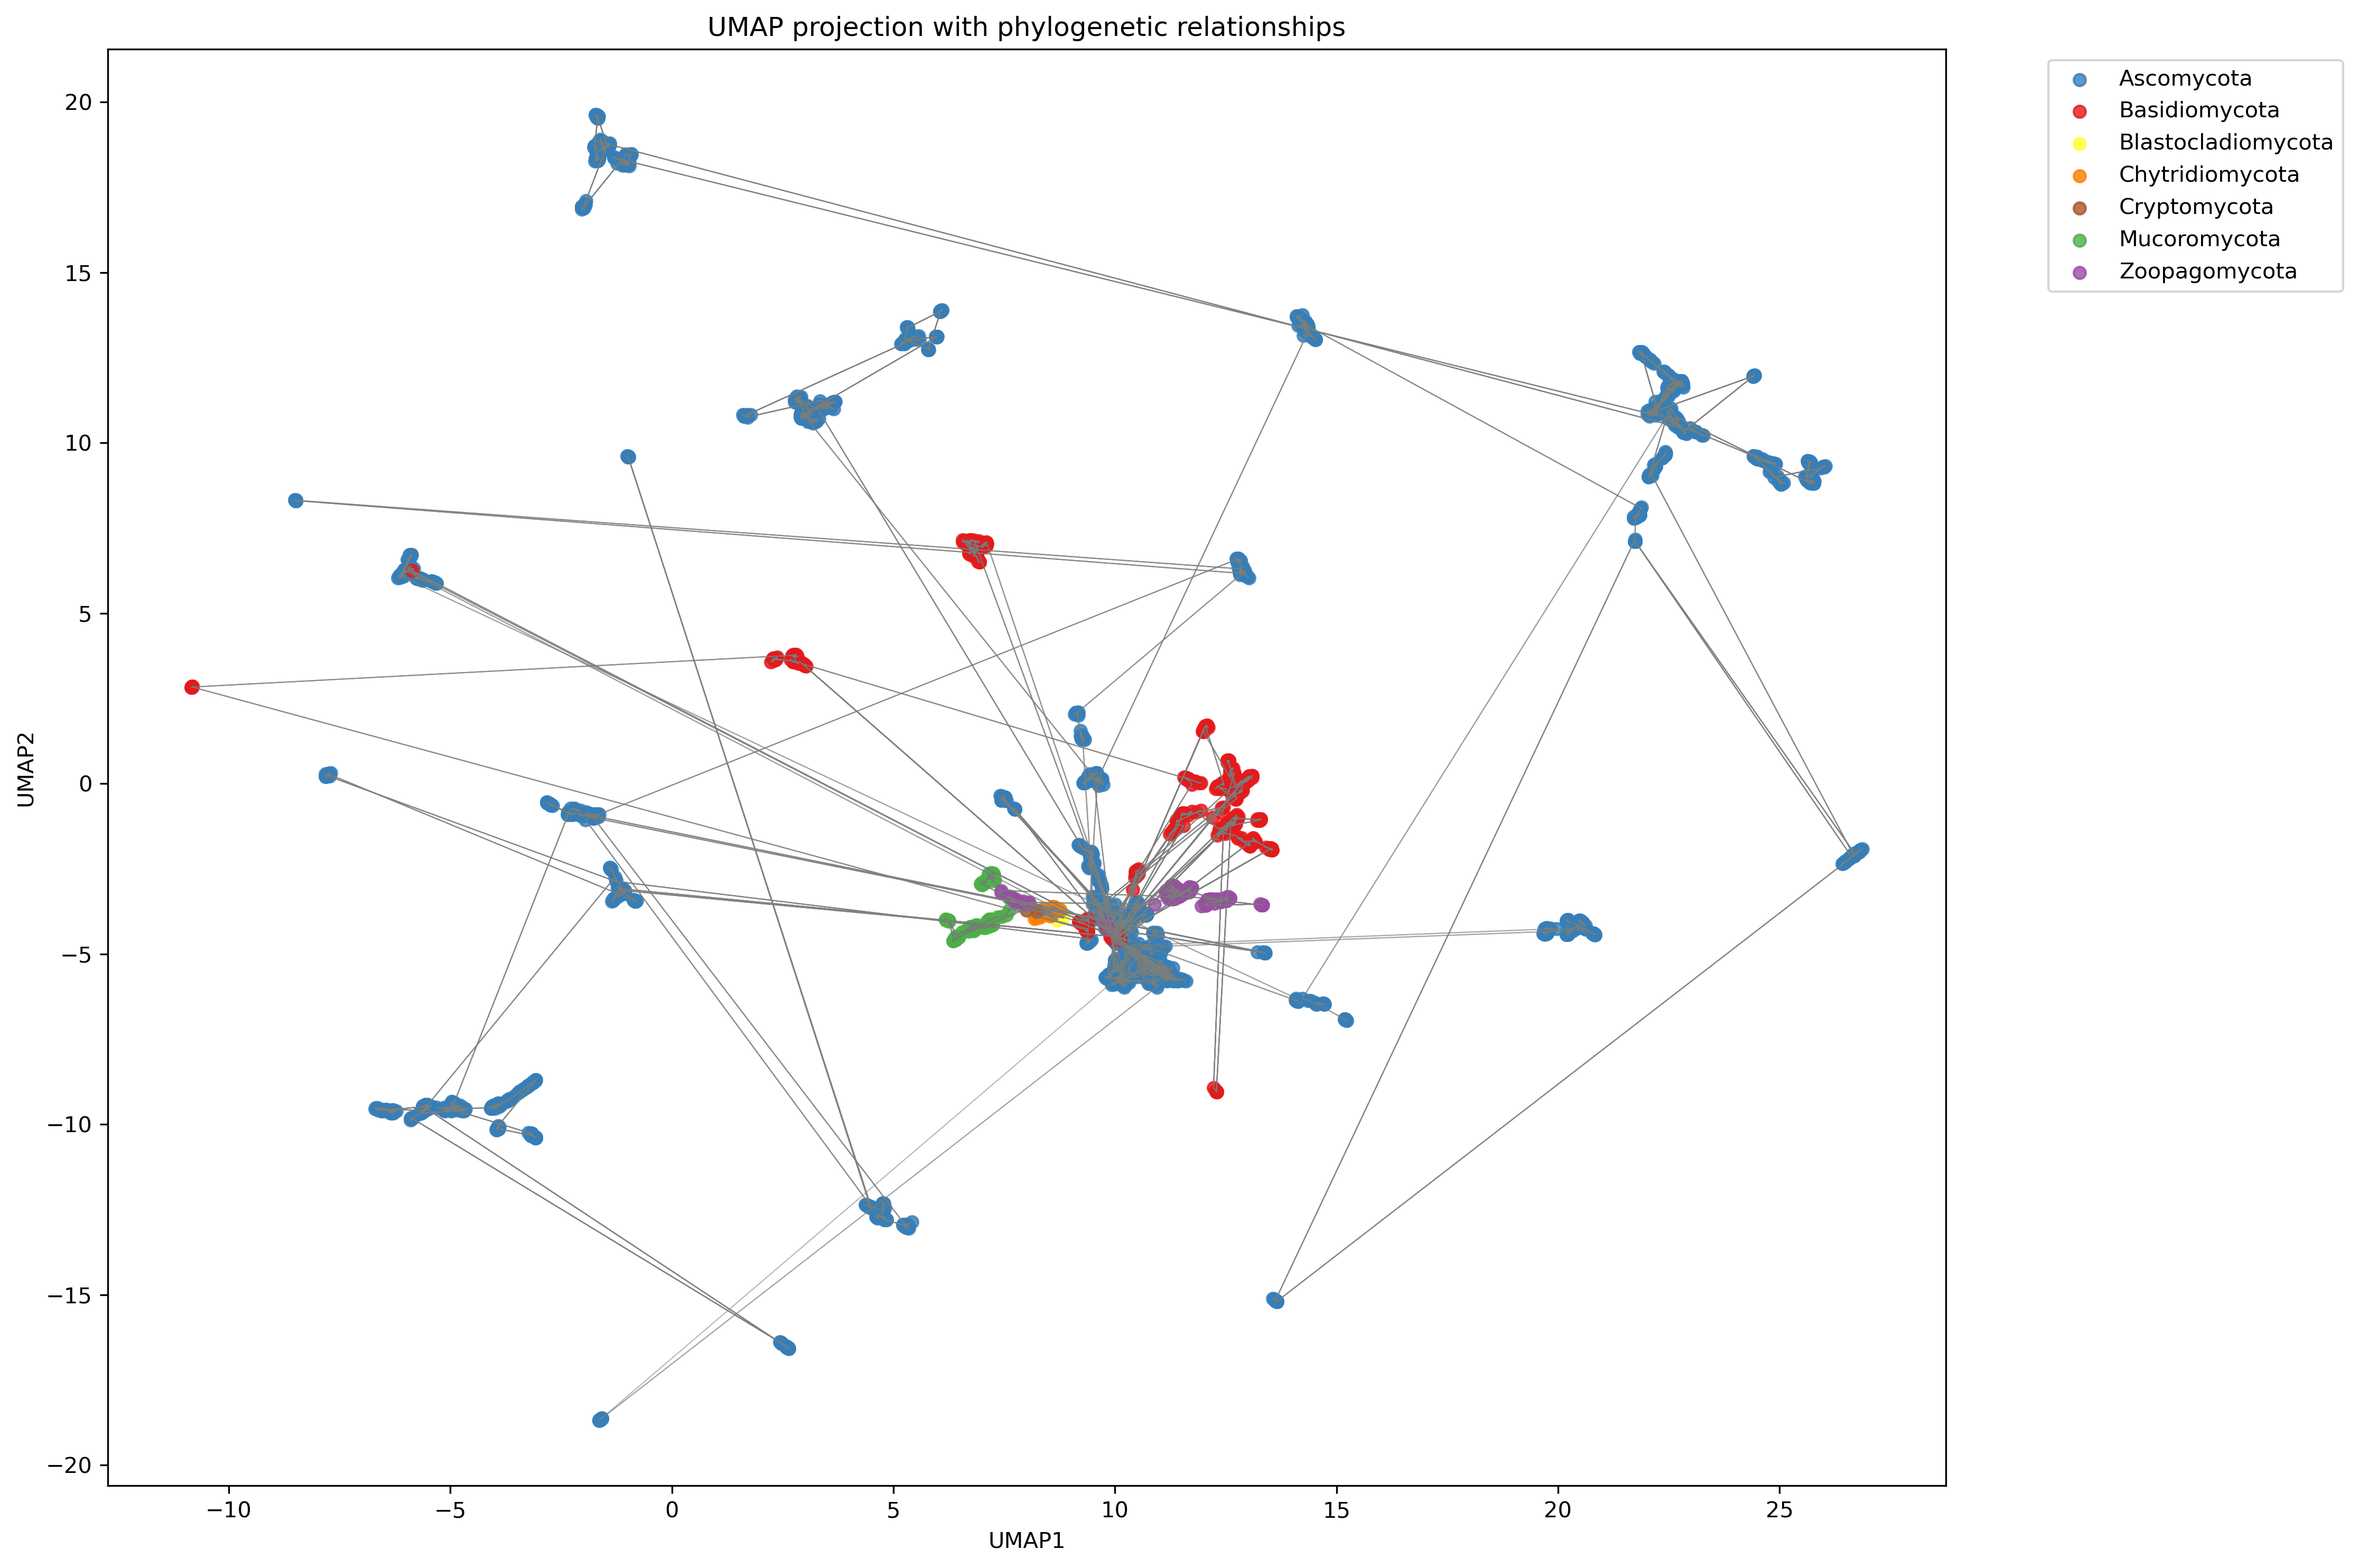 UMAP projection with phylogenetic relationships
Ascomycota
Basidiomycota
Blastocladiomycota
Chytridiomycota
Cryptomycota
Mucoromycota
Zoopagomycota
20
15
10
5
0
−5
−10
−15
−20
UMAP2
−10
−5
0
5
10
15
20
25
UMAP1